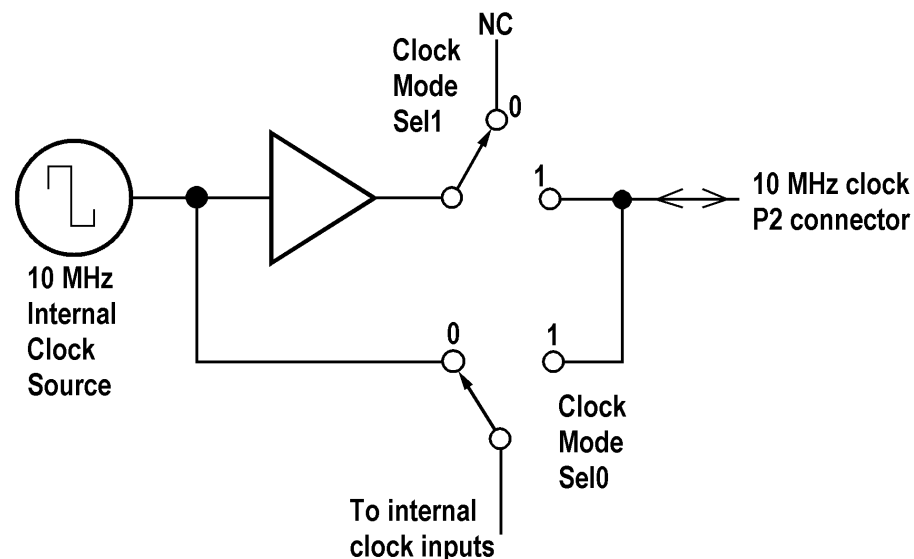 NC
Clock
Mode
Sel1
0
1
10 MHz clock
P2 connector
10 MHz
Internal
Clock
Source
0
1
Clock
Mode
Sel0
To internal
clock inputs